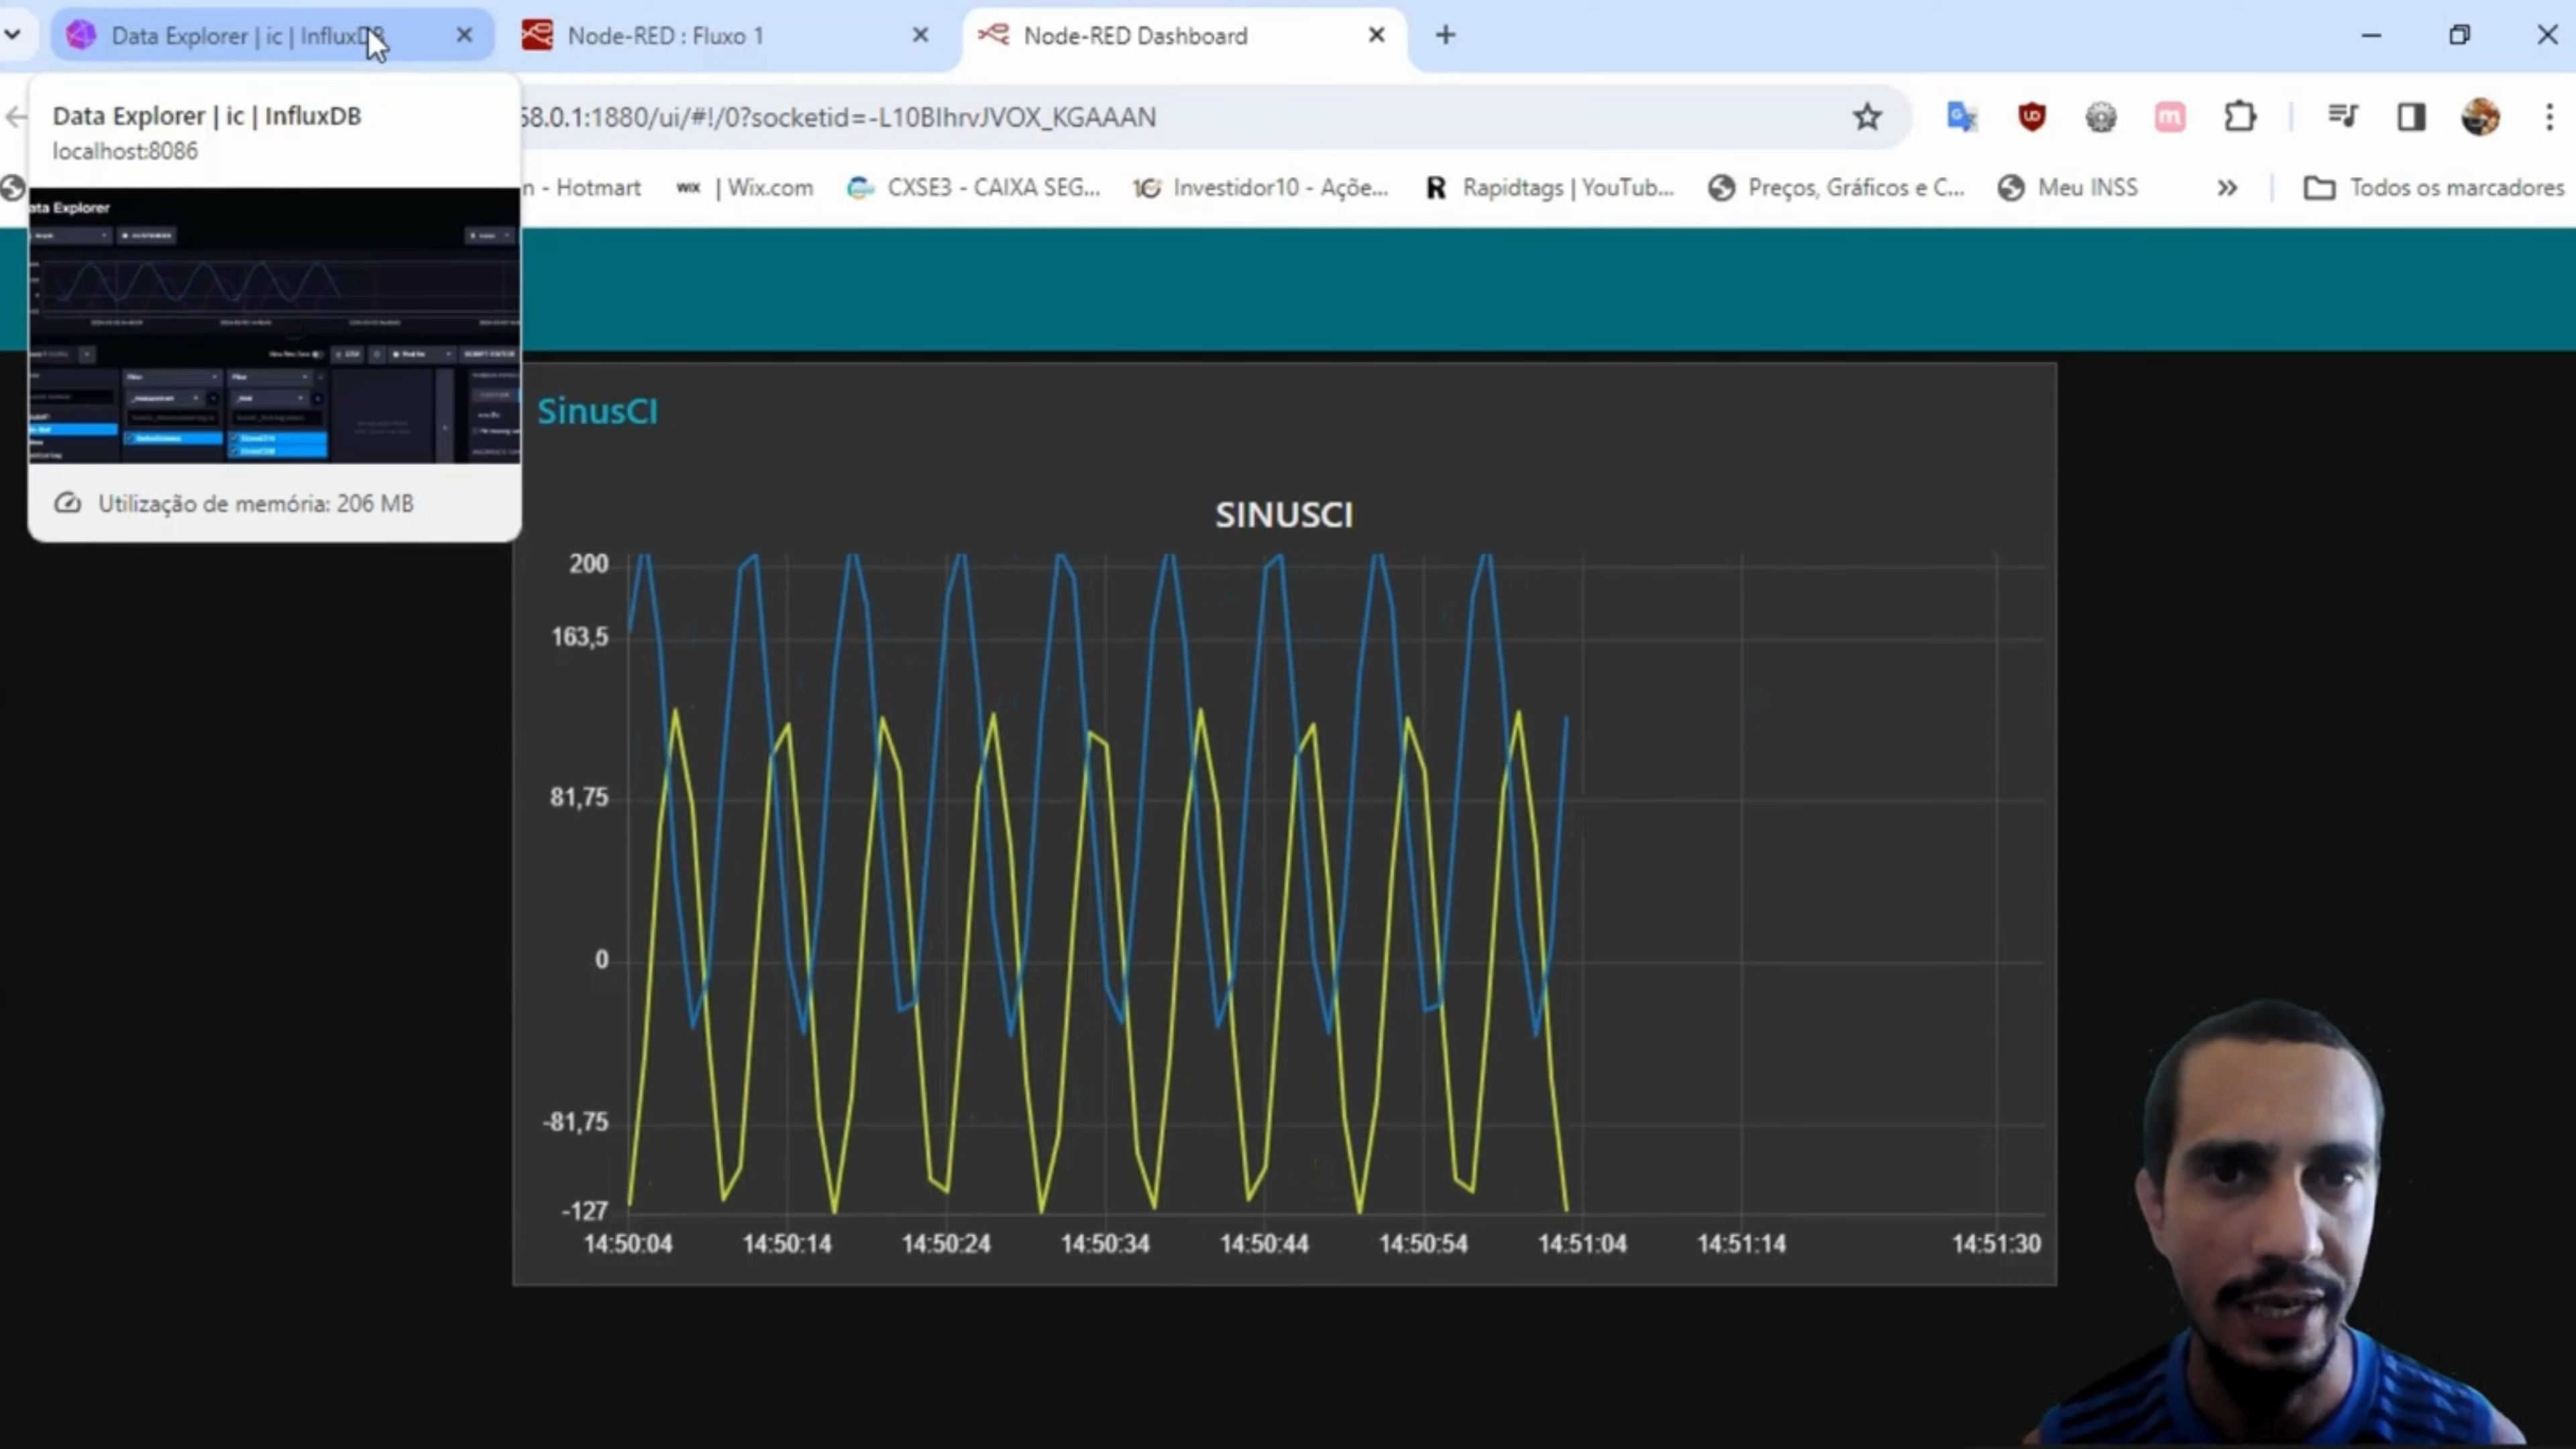 Data Explorer | ic | InfluxDB
Node-RED : Fluxo 1
Node-RED Dashboard
Data Explorer | ic | InfluxDB
localhost:8086
58.0.1:1880/ui/#!/0?socketid=-L10BIhrvJVOX_KGAAAN
n - Hotmart
WIX | Wix.com
CXSE3 - CAIXA SEG...
Investidor10 - Açõe...
Rapidtags | YouTub...
Preços, Gráficos e C...
Meu INSS
Todos os marcadores
ata Explorer
Utilização de memória: 206 MB
SinusCI
SINUSCI
200
163,5
81,75
0
-81,75
-127
14:50:04 14:50:14 14:50:24 14:50:34 14:50:44 14:50:54 14:51:04 14:51:14 14:51:30